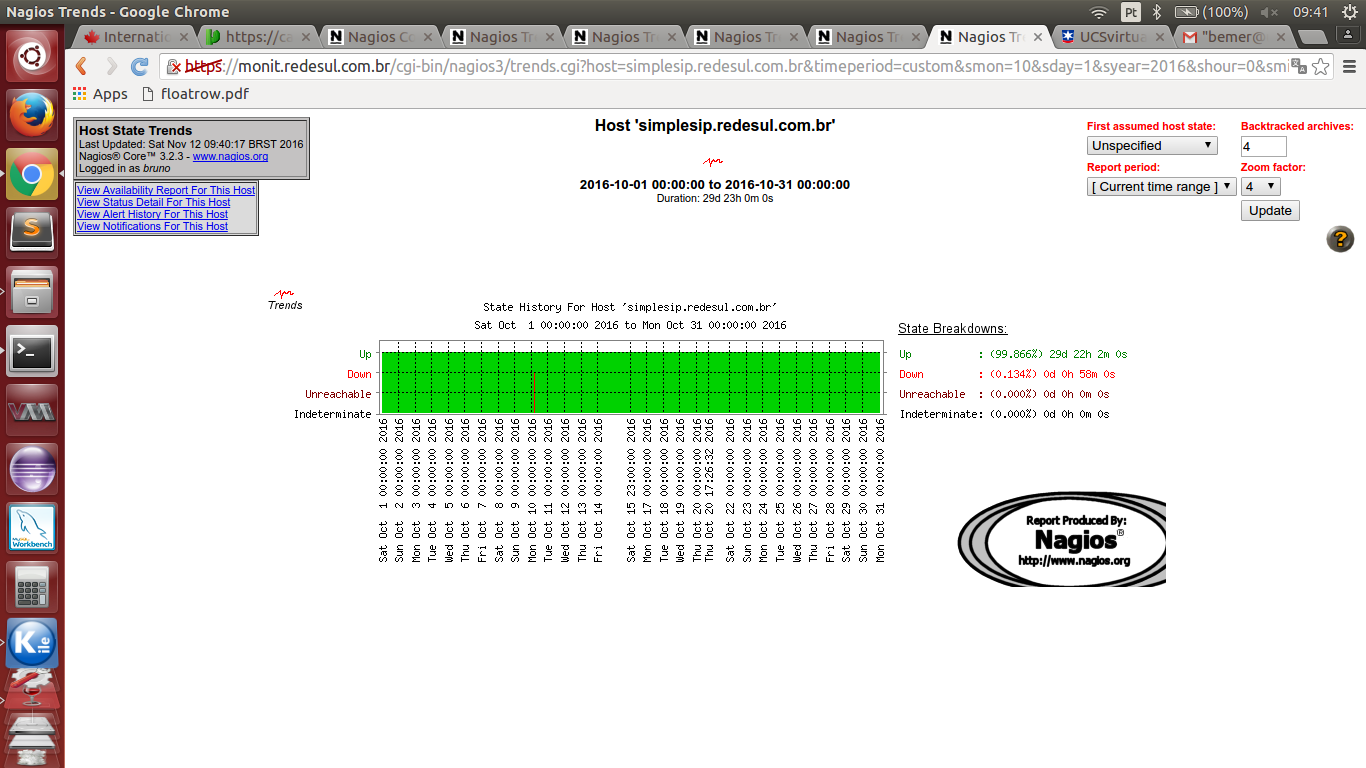 Nagios Trends - Google Chrome
Pt
(100%)
09:41
Internatio
https://ca
Nagios Co
Nagios Tre
Nagios Tre
Nagios Tre
Nagios Tre
Nagios Tre
UCSvirtua
"bemer@
https://monit.redesul.com.br/cgi-bin/nagios3/trends.cgi?host=simplesip.redesul.com.br&timeperiod=custom&smon=10&sday=1&syear=2016&shour=0&smi
Apps
floatrow.pdf
Host State Trends
Last Updated: Sat Nov 12 09:40:17 BRST 2016
Nagios® Core™ 3.2.3 - www.nagios.org
Logged in as bruno
View Availability Report For This Host
View Status Detail For This Host
View Alert History For This Host
View Notifications For This Host
Host 'simplesip.redesul.com.br'
2016-10-01 00:00:00 to 2016-10-31 00:00:00
Duration: 29d 23h 0m 0s
First assumed host state:
Backtracked archives:
Unspecified
4
Report period:
Zoom factor:
[ Current time range ]
4
Update
?
Trends
State History For Host 'simplesip.redesul.com.br'
Sat Oct 1 00:00:00 2016 to Mon Oct 31 00:00:00 2016
State Breakdowns:
Up
Down
Unreachable
Indeterminate
Up : (99.866%) 29d 22h 2m 0s
Down : (0.134%) 0d 0h 58m 0s
Unreachable : (0.000%) 0d 0h 0m 0s
Indeterminate: (0.000%) 0d 0h 0m 0s
Sat Oct 1 00:00:00 2016
Sun Oct 2 00:00:00 2016
Mon Oct 3 00:00:00 2016
Tue Oct 4 00:00:00 2016
Wed Oct 5 00:00:00 2016
Thu Oct 6 00:00:00 2016
Fri Oct 7 00:00:00 2016
Sat Oct 8 00:00:00 2016
Sun Oct 9 00:00:00 2016
Mon Oct 10 00:00:00 2016
Tue Oct 11 00:00:00 2016
Wed Oct 12 00:00:00 2016
Thu Oct 13 00:00:00 2016
Fri Oct 14 00:00:00 2016
Sat Oct 15 23:00:00 2016
Mon Oct 17 00:00:00 2016
Tue Oct 18 00:00:00 2016
Wed Oct 19 00:00:00 2016
Thu Oct 20 00:00:00 2016
Thu Oct 20 17:26:32 2016
Sat Oct 22 00:00:00 2016
Sun Oct 23 00:00:00 2016
Mon Oct 24 00:00:00 2016
Tue Oct 25 00:00:00 2016
Wed Oct 26 00:00:00 2016
Thu Oct 27 00:00:00 2016
Fri Oct 28 00:00:00 2016
Sat Oct 29 00:00:00 2016
Sun Oct 30 00:00:00 2016
Mon Oct 31 00:00:00 2016
Report Produced By:
Nagios®
http://www.nagios.org
S
>_
MySQL
Workbench
K
ile